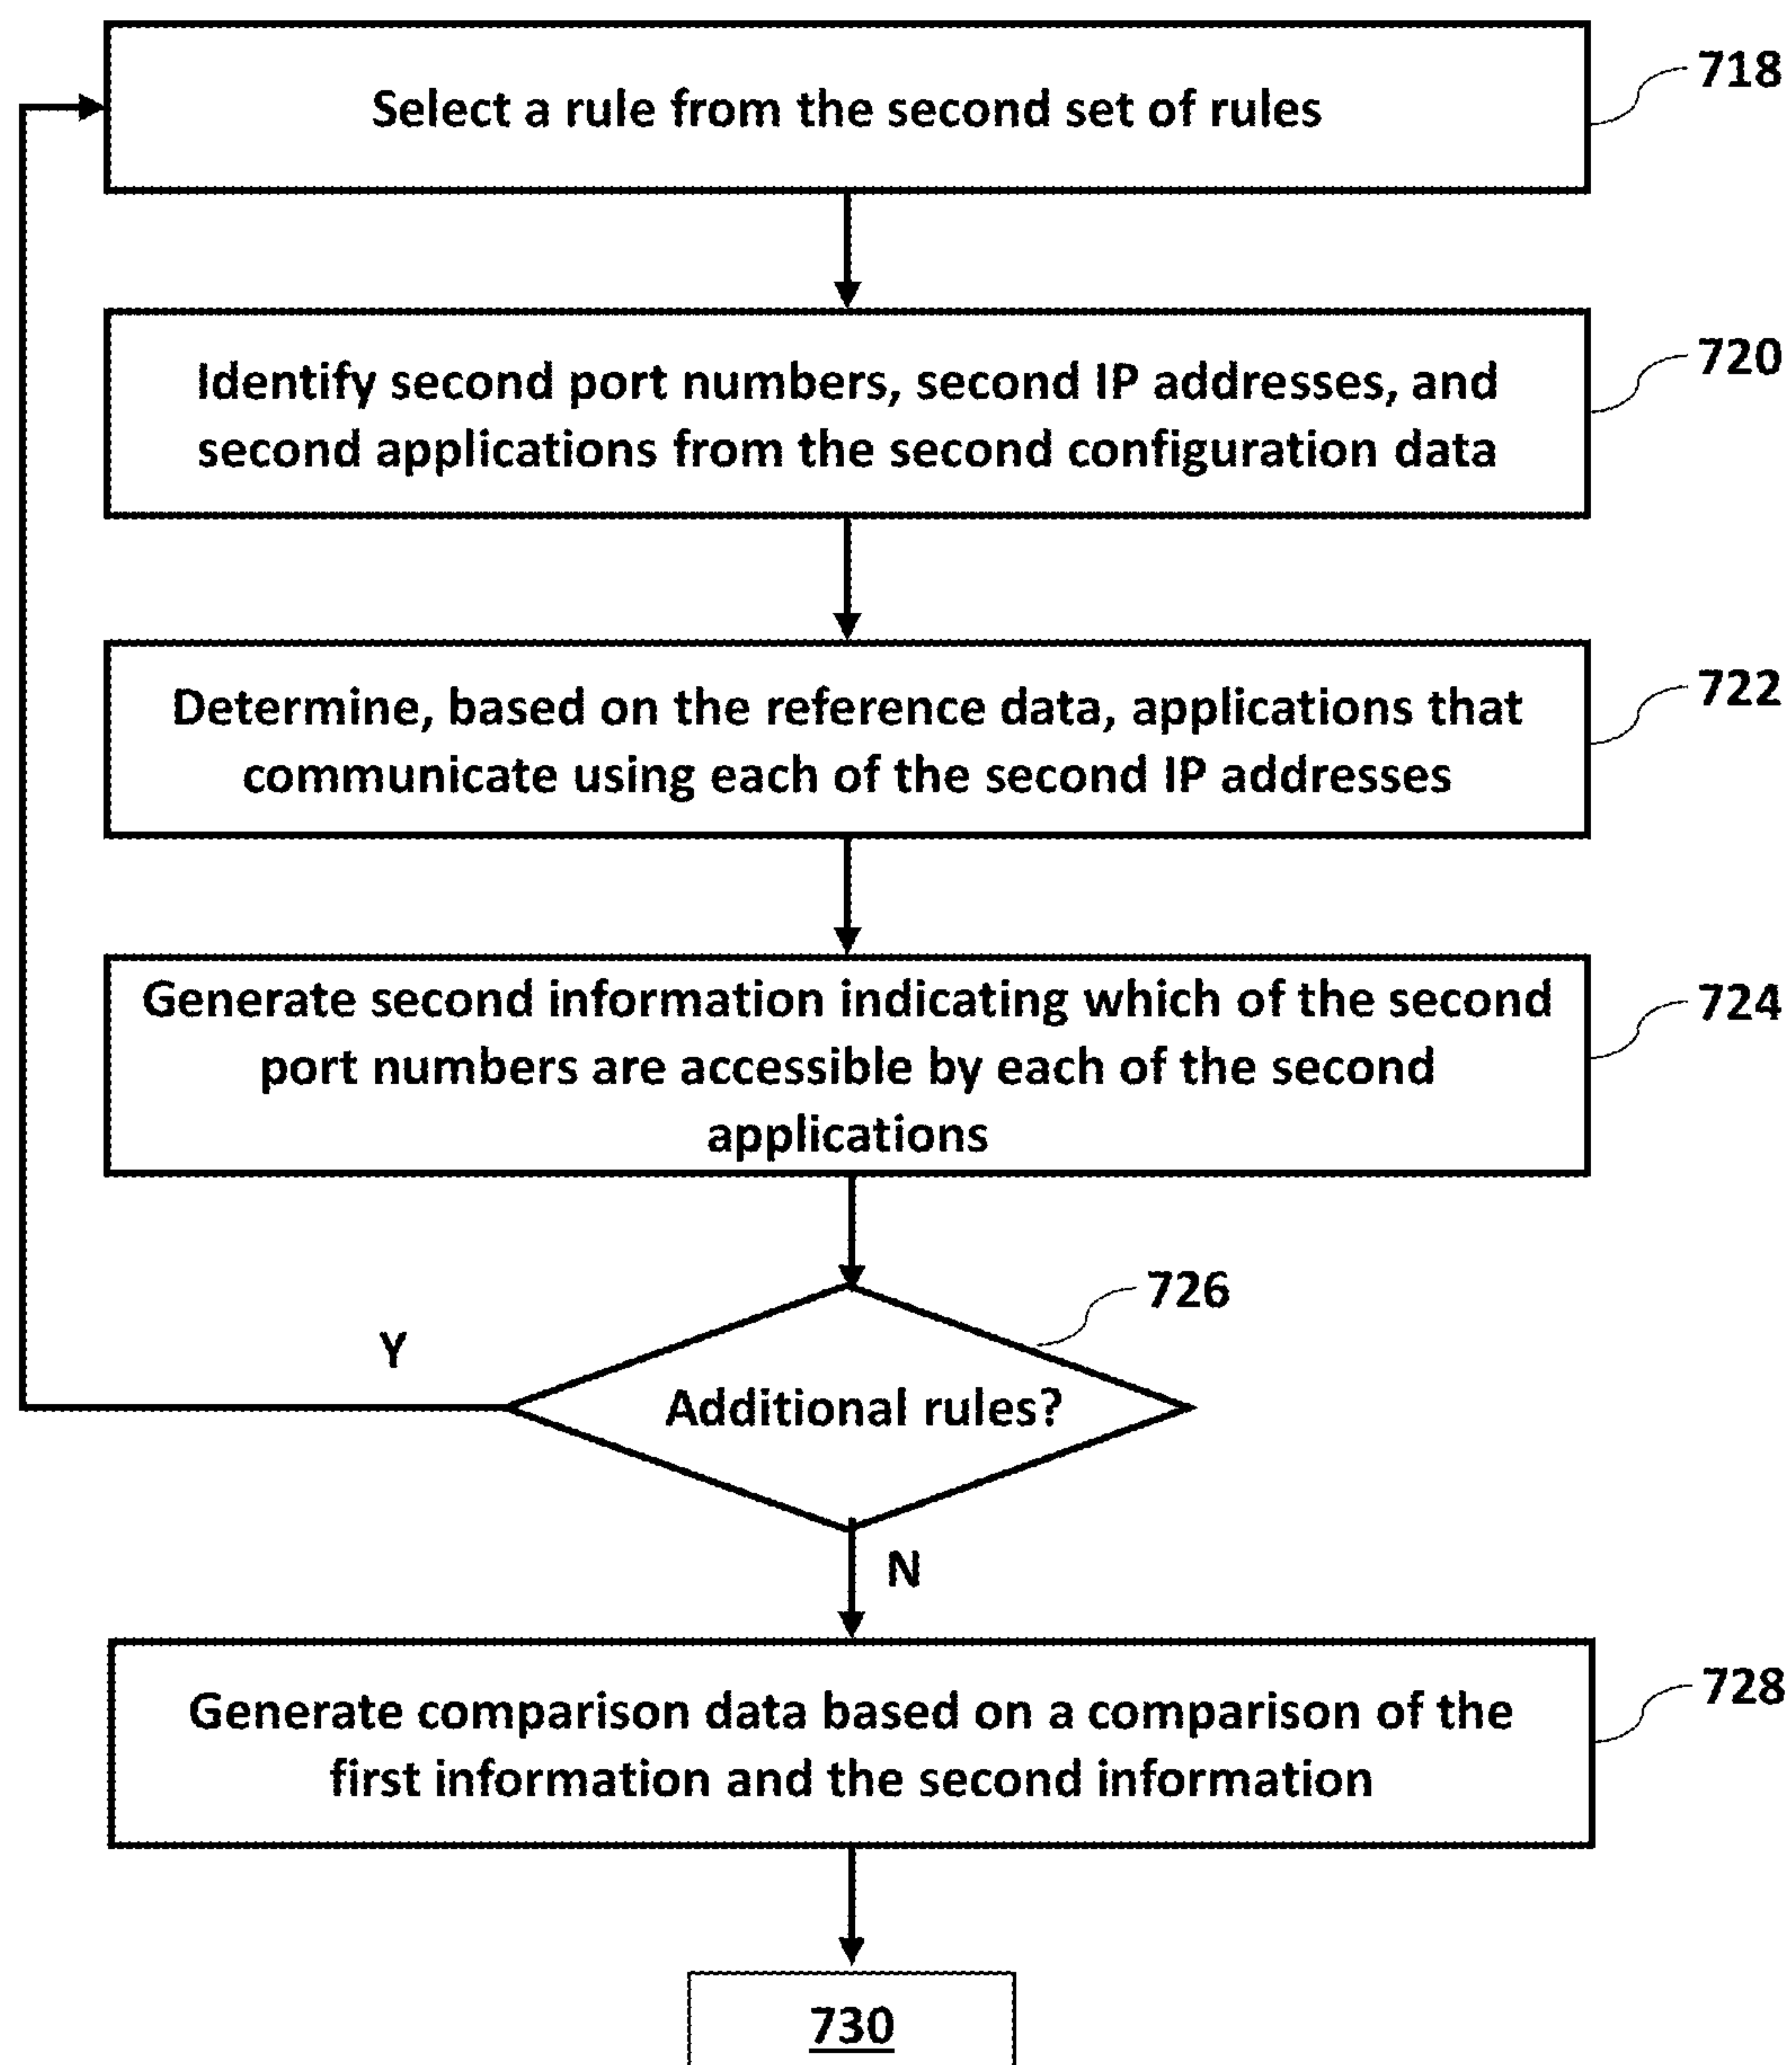 Select a rule from the second set of rules
718
Identify second port numbers, second IP addresses, and
second applications from the second configuration data
720
Determine, based on the reference data, applications that
communicate using each of the second IP addresses
722
Generate second information indicating which of the second
port numbers are accessible by each of the second
applications
724
726
Y
Additional rules?
N
Generate comparison data based on a comparison of the
first information and the second information
728
730